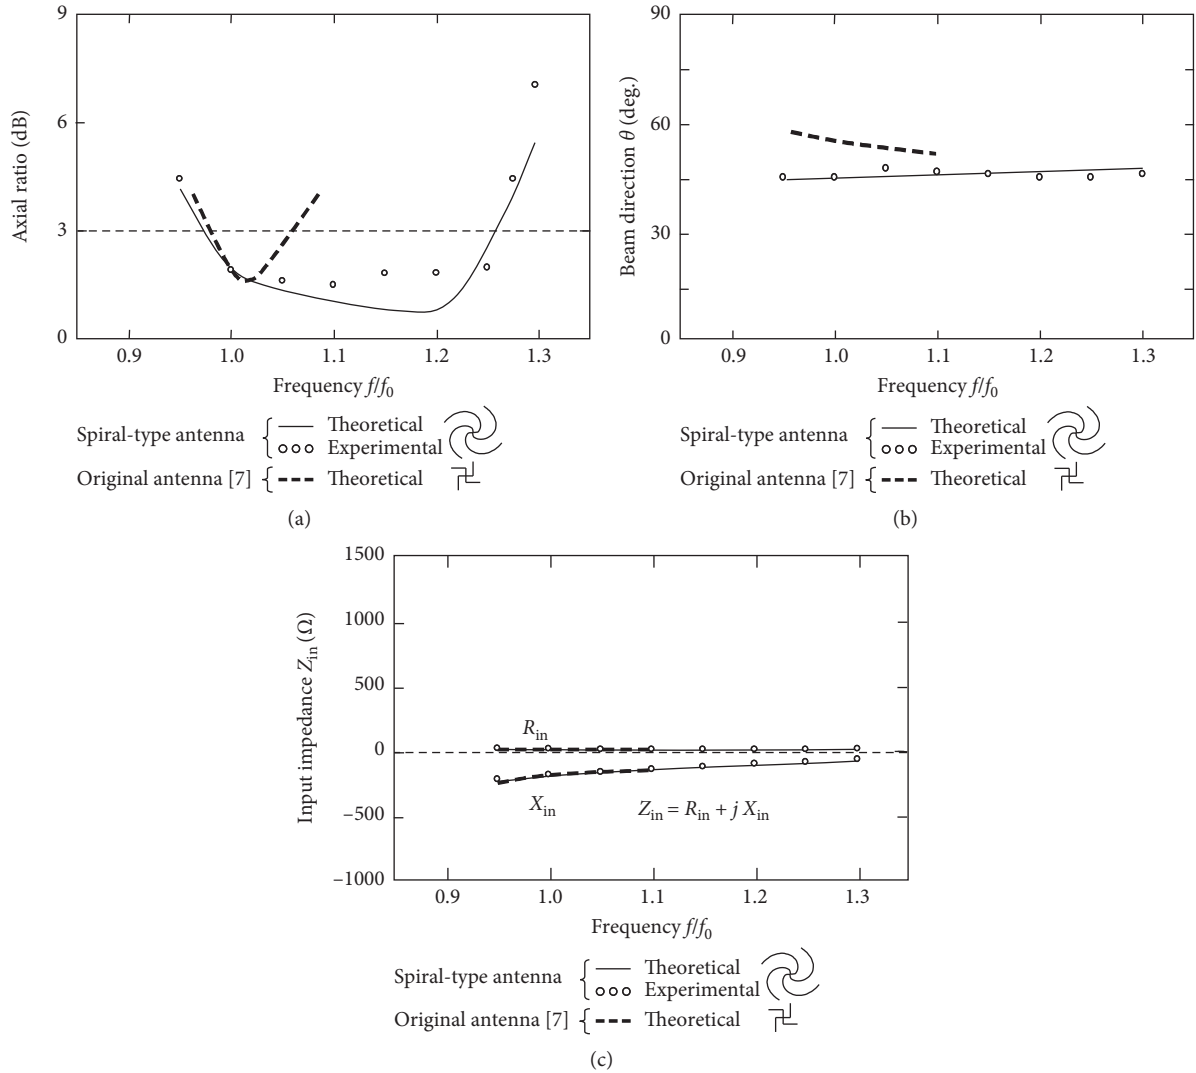 9
6
3
0
Axial ratio (dB)
0.9 1.0 1.1 1.2 1.3
Frequency f/f0
Spiral-type antenna
Theoretical
Experimental
Original antenna [7]
Theoretical
(a)
90
60
30
0
Beam direction θ (deg.)
0.9 1.0 1.1 1.2 1.3
Frequency f/f0
Spiral-type antenna
Theoretical
Experimental
Original antenna [7]
Theoretical
(b)
1500
1000
500
0
−500
−1000
Input impedance Zin (Ω)
Rin
Xin
Zin = Rin + j Xin
0.9 1.0 1.1 1.2 1.3
Frequency f/f0
Spiral-type antenna
Theoretical
Experimental
Original antenna [7]
Theoretical
(c)